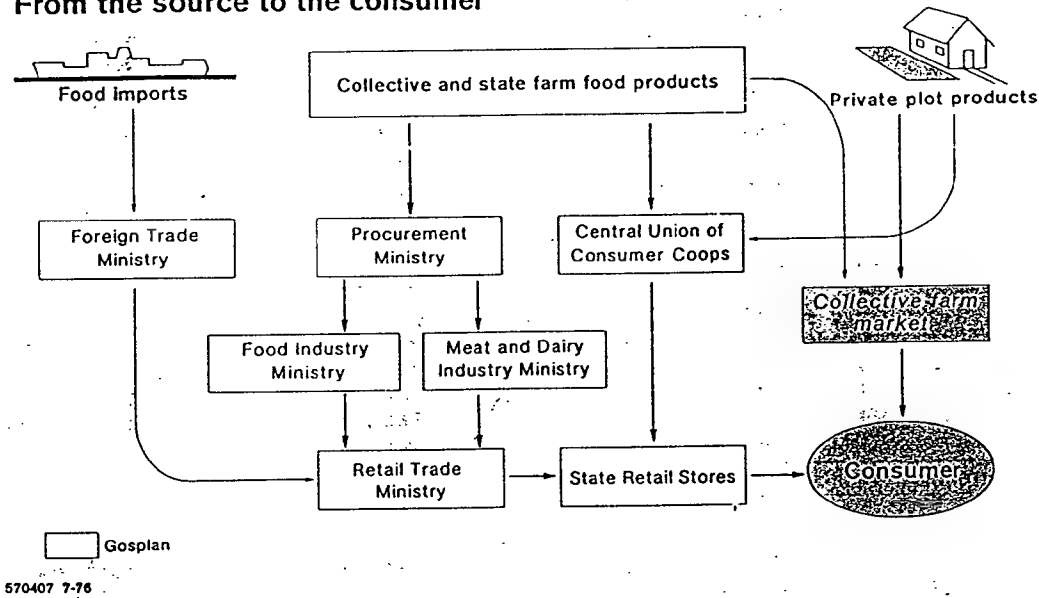 From the source to the consumer
Food imports
Collective and state farm food products
Private plot products
Foreign Trade
Ministry
Procurement
Ministry
Central Union of
Consumer Coops
Collective farm
market
Food Industry
Ministry
Meat and Dairy
Industry Ministry
Retail Trade
Ministry
State Retail Stores
Consumer
Gosplan
570407 7-76